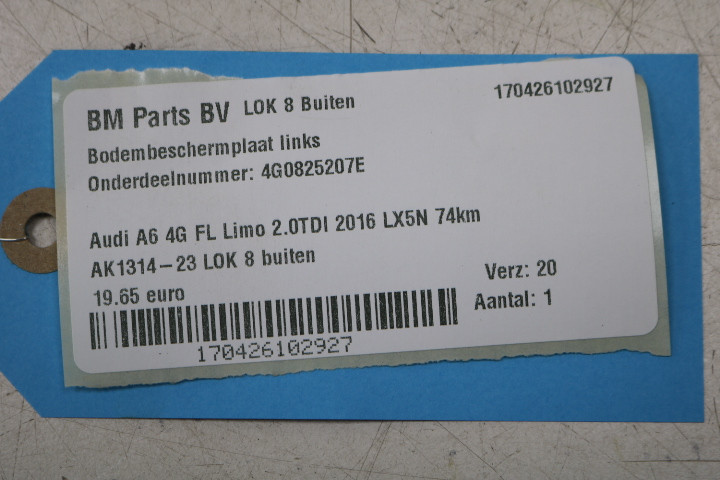 BM Parts BV LOK 8 Buiten 170426102927
Bodembeschermplaat links
Onderdeelnummer: 4G0825207E
Audi A6 4G FL Limo 2.0TDI 2016 LX5N 74km
AK1314-23 LOK 8 buiten
Verz: 20
19.65 euro
Aantal: 1
170426102927